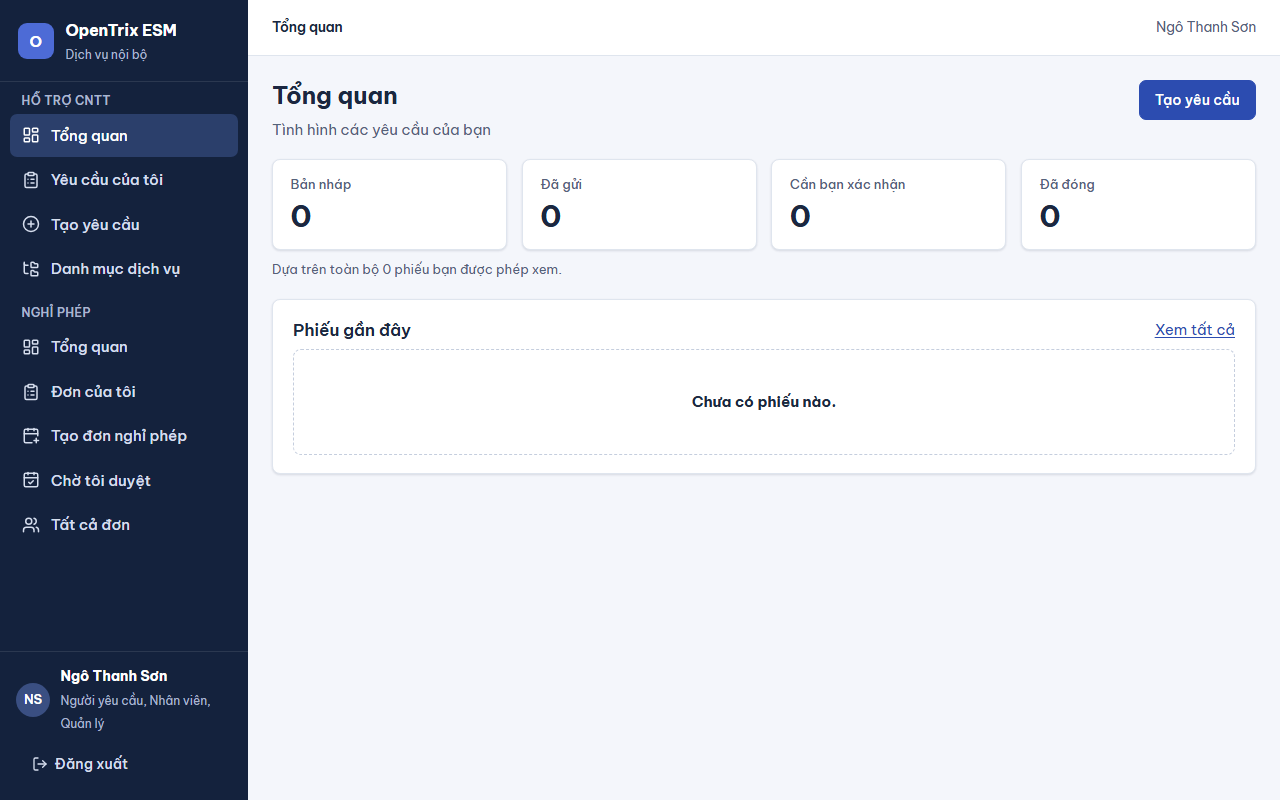 O
OpenTrix ESM
Dịch vụ nội bộ
HỖ TRỢ CNTT
Tổng quan
Yêu cầu của tôi
Tạo yêu cầu
Danh mục dịch vụ
NGHỈ PHÉP
Tổng quan
Đơn của tôi
Tạo đơn nghỉ phép
Chờ tôi duyệt
Tất cả đơn
NS
Ngô Thanh Sơn
Người yêu cầu, Nhân viên,
Quản lý
Đăng xuất
Tổng quan
Ngô Thanh Sơn
Tổng quan
Tình hình các yêu cầu của bạn
Tạo yêu cầu
Bản nháp
0
Đã gửi
0
Cần bạn xác nhận
0
Đã đóng
0
Dựa trên toàn bộ 0 phiếu bạn được phép xem.
Phiếu gần đây
Xem tất cả
Chưa có phiếu nào.